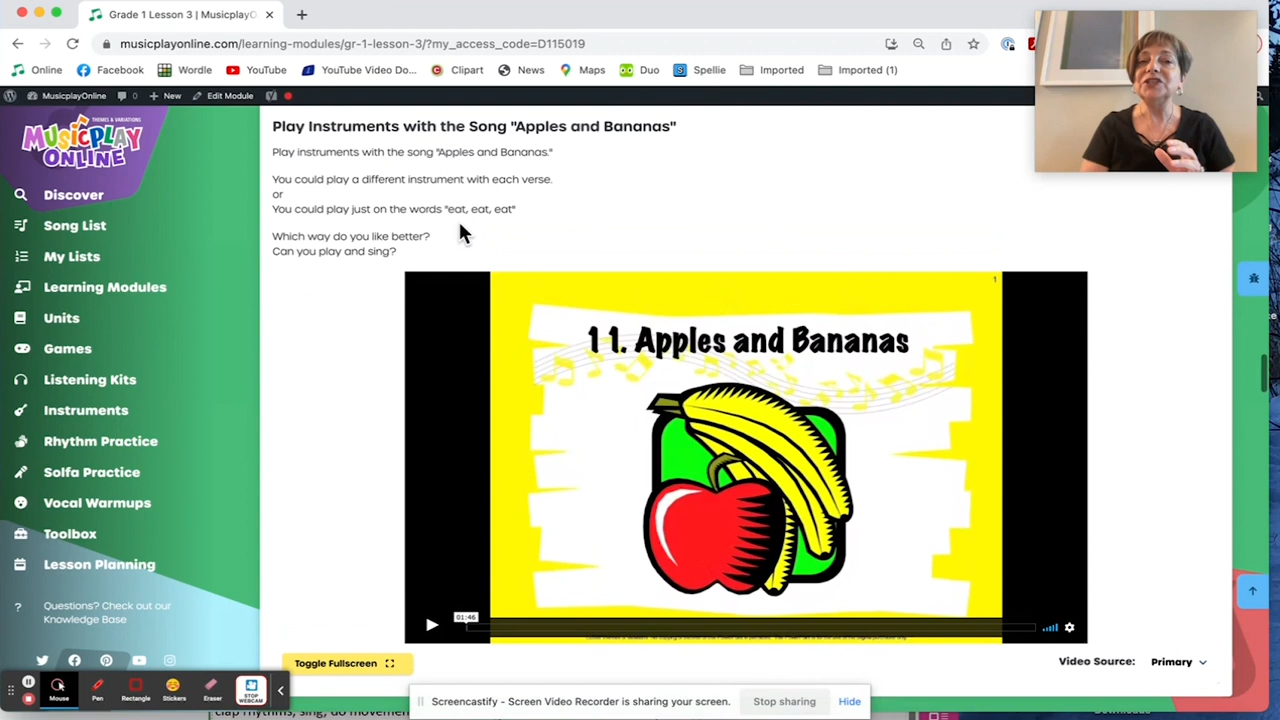 Grade 1 Lesson 3 | MusicplayO
musicplayonline.com/learning-modules/gr-1-lesson-3/?my_access_code=D115019
Online
Facebook
Wordle
YouTube
YouTube Video Do...
Clipart
News
Maps
Duo
Spellie
Imported
Imported (1)
MusicplayOnline
0
New
Edit Module
THEMES & VARIATIONS
MUSICPLAY
ONLINE
Discover
Song List
My Lists
Learning Modules
Units
Games
Listening Kits
Instruments
Rhythm Practice
Solfa Practice
Vocal Warmups
Toolbox
Lesson Planning
? Questions? Check out our
Knowledge Base
Play Instruments with the Song "Apples and Bananas"
Play instruments with the song "Apples and Bananas."
You could play a different instrument with each verse.
or
You could play just on the words "eat, eat, eat"
Which way do you like better?
Can you play and sing?
1
11. Apples and Bananas
01:46
Toggle Fullscreen
Video Source: Primary
Mouse
Pen
Rectangle
Stickers
Eraser
STOP
WEBCAM
Screencastify - Screen Video Recorder is sharing your screen.
Stop sharing
Hide